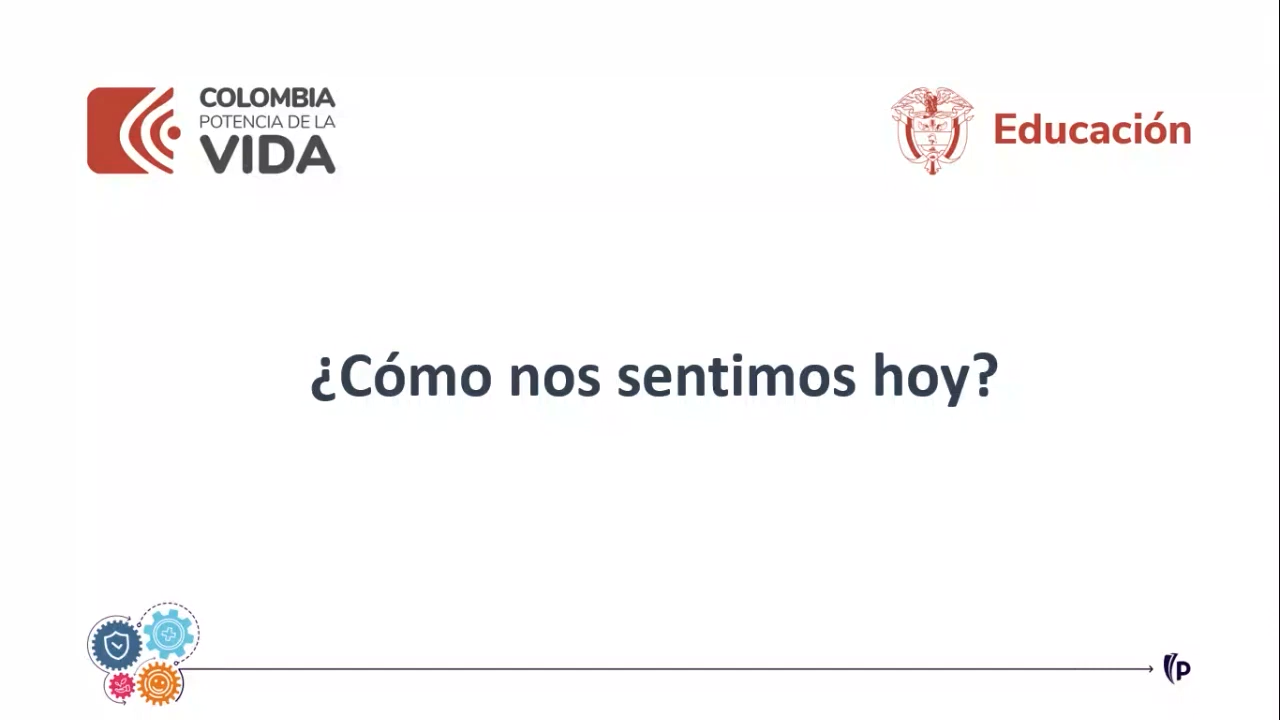 COLOMBIA
POTENCIA DE LA
VIDA
Educación
¿Cómo nos sentimos hoy?
P